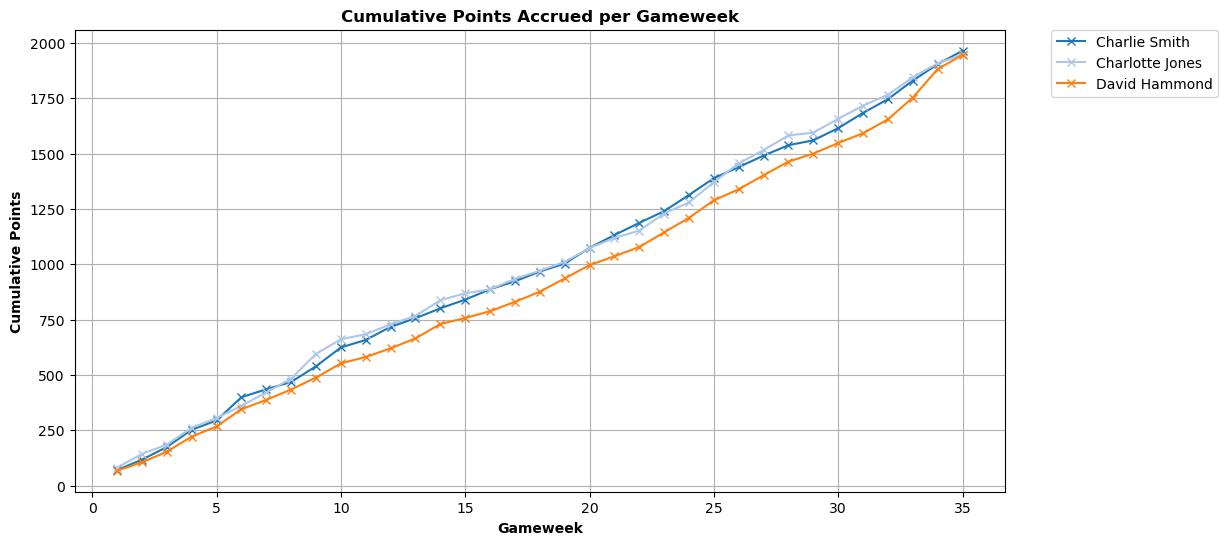 Cumulative Points Accrued per Gameweek
Charlie Smith
Charlotte Jones
David Hammond
Cumulative Points
2000
1750
1500
1250
1000
750
500
250
0
0 5 10 15 20 25 30 35
Gameweek